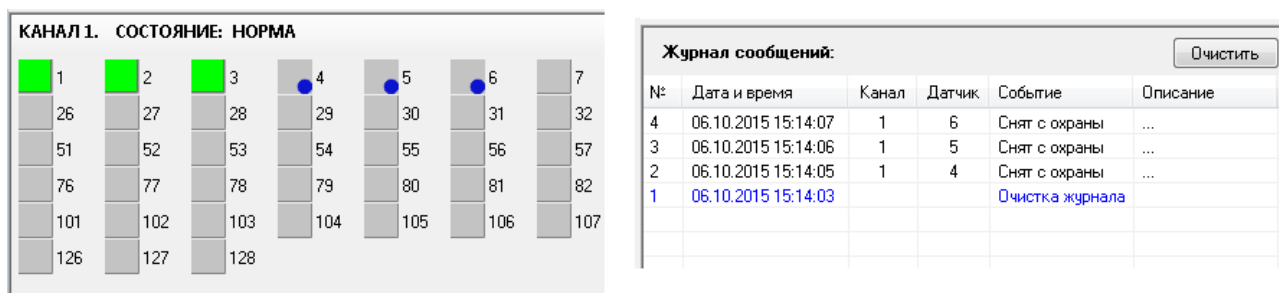 КАНАЛ 1. СОСТОЯНИЕ: НОРМА
1 2 3 4 5 6 7
26 27 28 29 30 31 32
51 52 53 54 55 56 57
76 77 78 79 80 81 82
101 102 103 104 105 106 107
126 127 128
Журнал сообщений: Очистить
№ Дата и время Канал Датчик Событие Описание
4 06.10.2015 15:14:07 1 6 Снят с охраны ...
3 06.10.2015 15:14:06 1 5 Снят с охраны ...
2 06.10.2015 15:14:05 1 4 Снят с охраны ...
1 06.10.2015 15:14:03 Очистка журнала